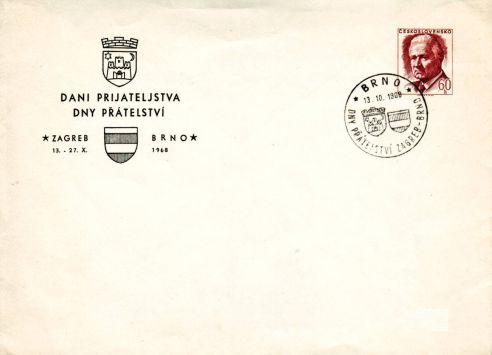 DANI PRIJATELJSTVA
DNY PŘÁTELSTVÍ
★ ZAGREB BRNO ★
13. - 27. X. 1968
ČESKOSLOVENSKO
60
★ BRNO ★
13.10.1968
DNY PŘÁTELSTVÍ ZAGREB-BRNO